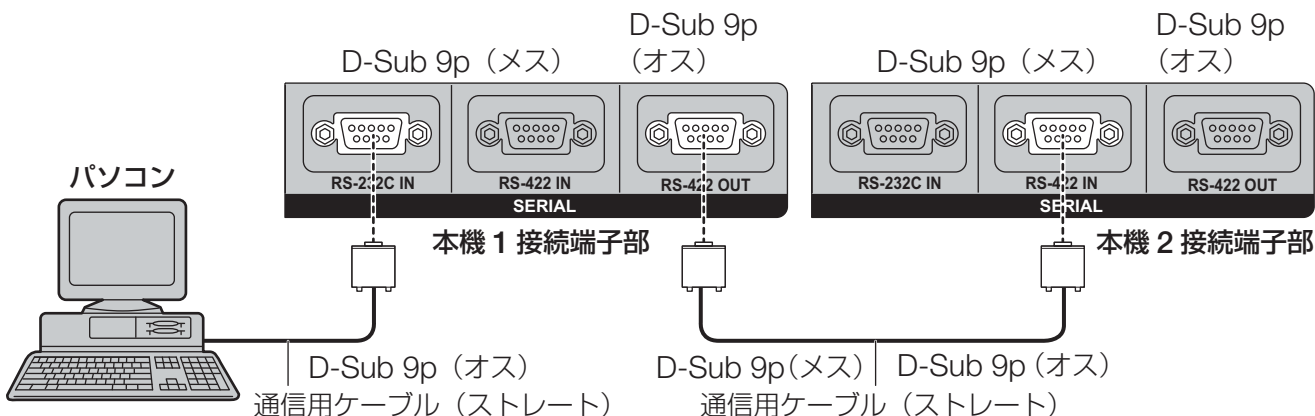 D-Sub 9p（メス）
D-Sub 9p
（オス）
D-Sub 9p（メス）
D-Sub 9p
（オス）
RS-232C IN
RS-422 IN
RS-422 OUT
SERIAL
RS-232C IN
RS-422 IN
RS-422 OUT
SERIAL
パソコン
本機 1 接続端子部
本機 2 接続端子部
D-Sub 9p（オス）
通信用ケーブル（ストレート）
D-Sub 9p（メス）
D-Sub 9p（オス）
通信用ケーブル（ストレート）